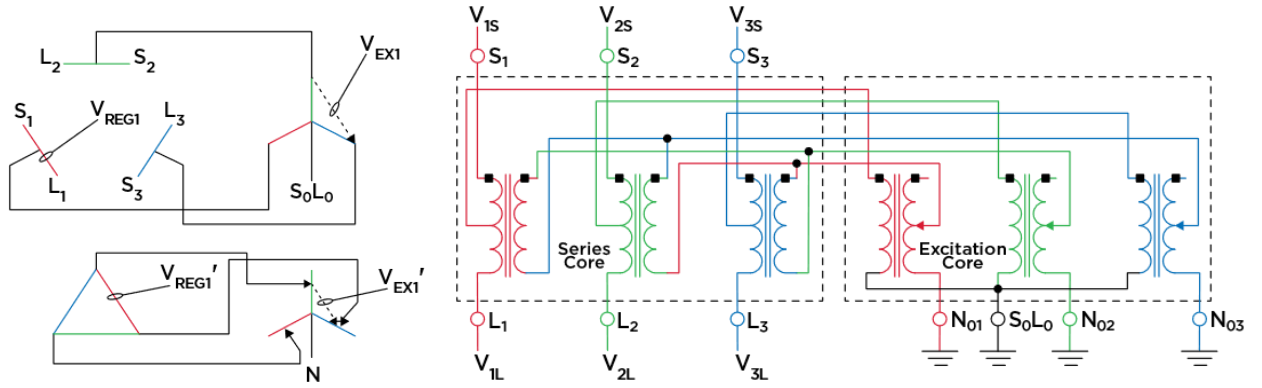 L2 S2
VEX1
S1 VREG1 L3
L1 S3 S0L0
VREG1' VEX1'
N
V1S V2S V3S
S1 S2 S3
Series
Core
Excitation
Core
L1 L2 L3 N01 S0L0 N02 N03
V1L V2L V3L